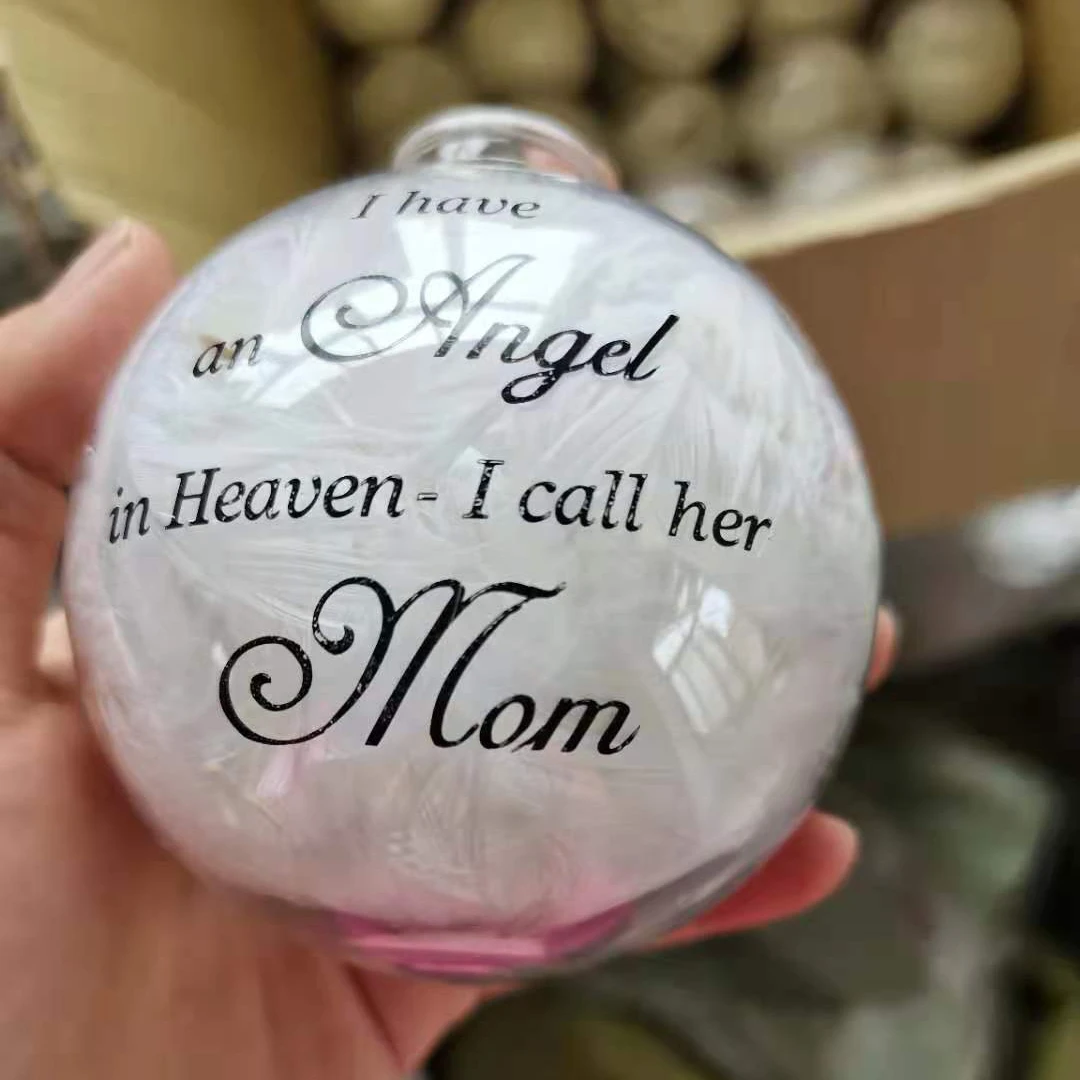 I have
an Angel
in Heaven - I call her
Mom